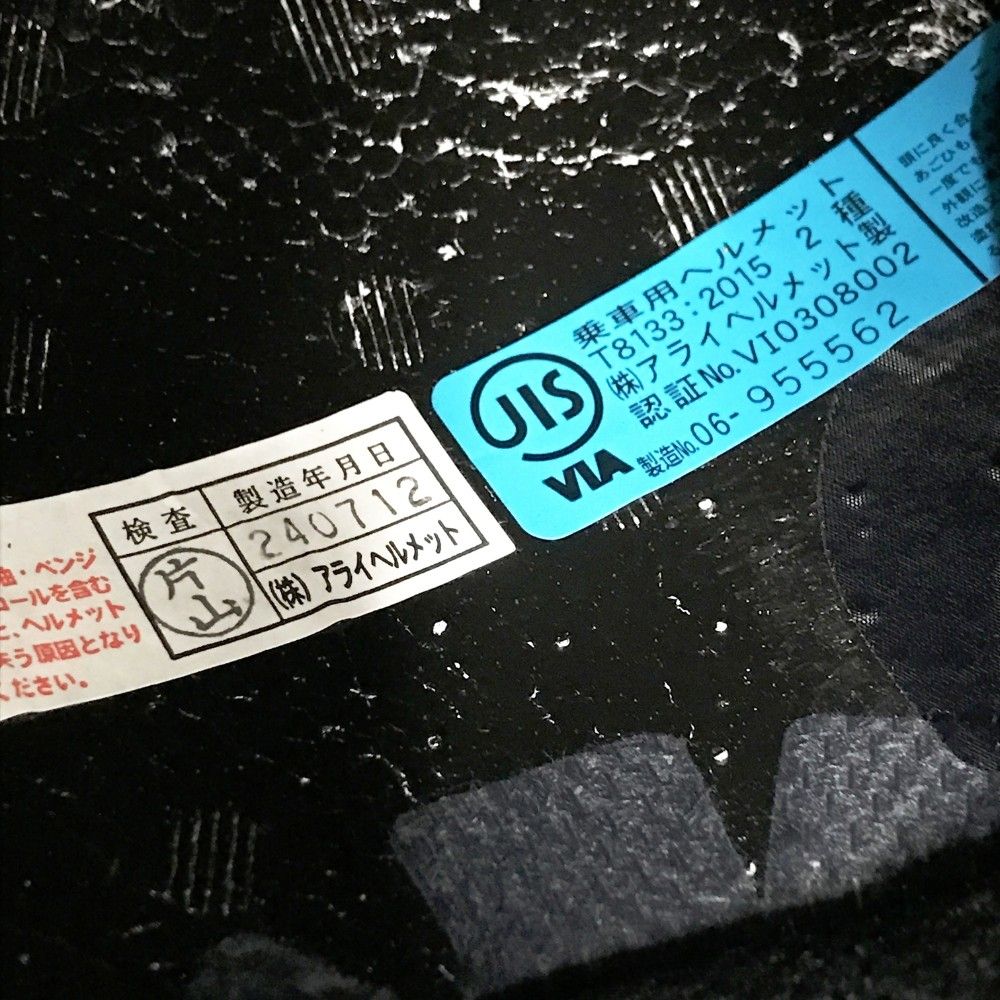 油・ベンジ
コールを含む
と、ヘルメット
失う原因となり
ください。
検査
製造年月日
片山
240712
(株)アライヘルメット
JIS
VIA
乗車用ヘルメット
T8133:2015 2種
(株)アライヘルメット製
認証No.VI0308002
製造No.06-955562
頭に良く合
あごひも
一度で
外観に
改造